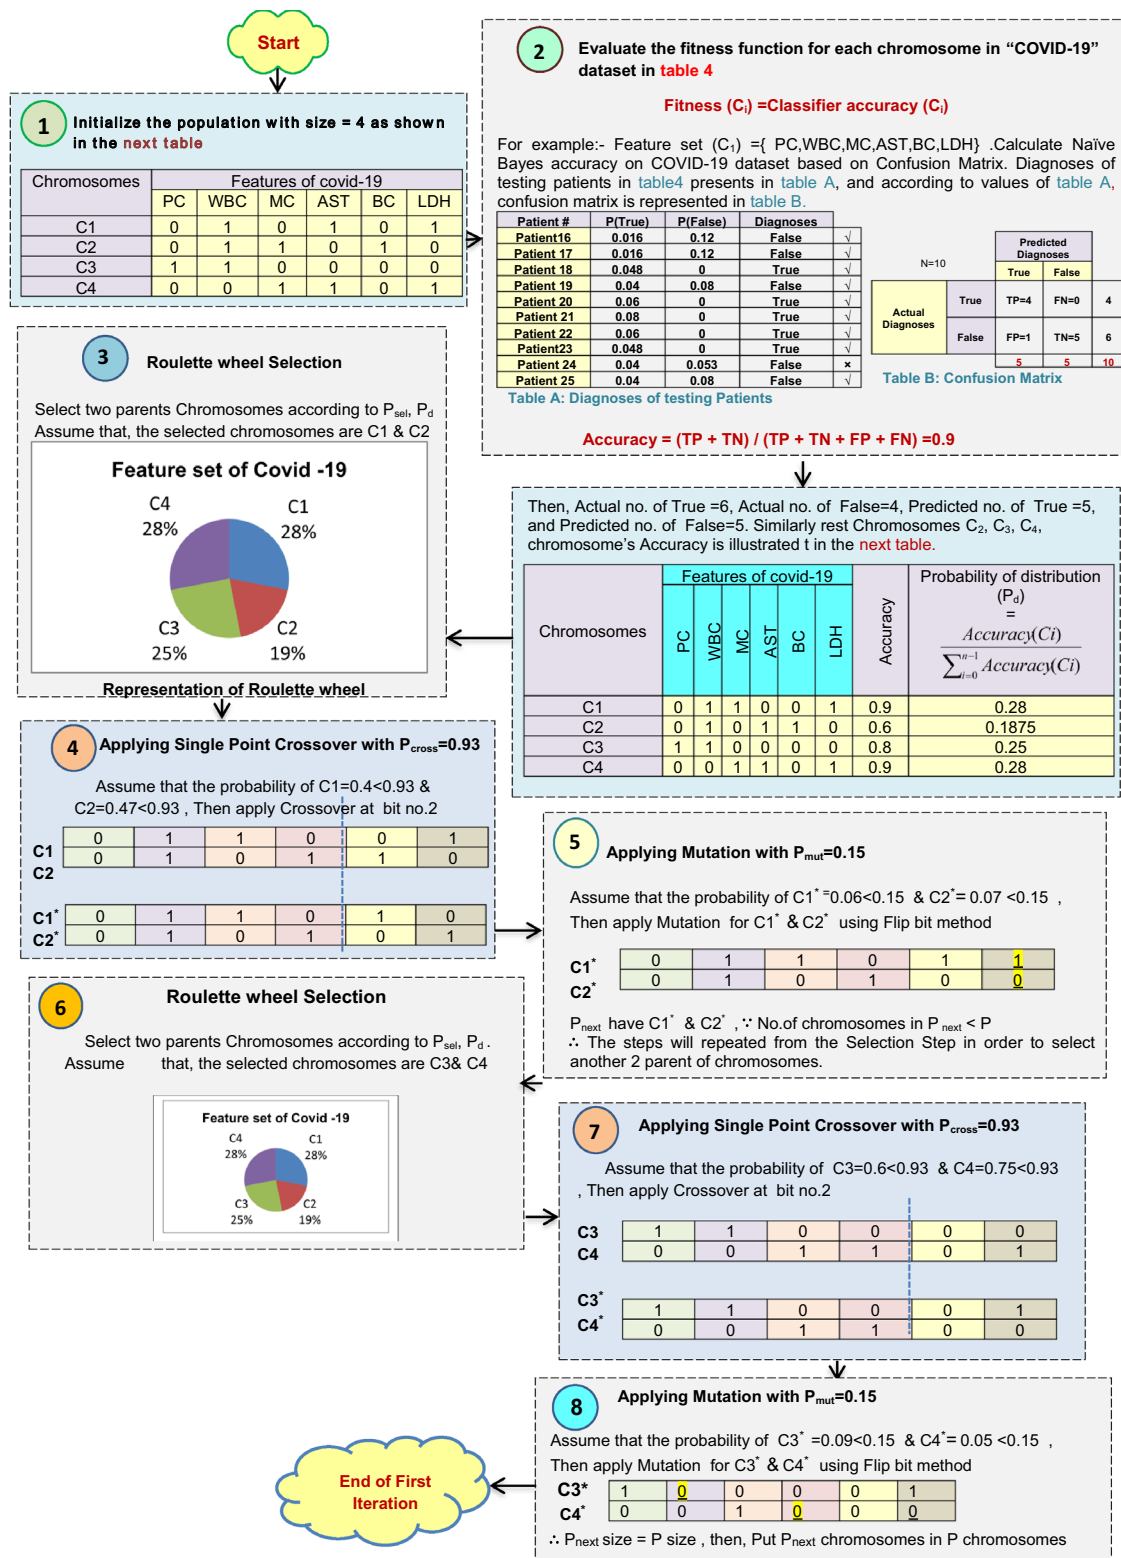 Start
1 Initialize the population with size = 4 as shown
in the next table
Chromosomes Features of covid-19
PC WBC MC AST BC LDH
C1 0 1 0 1 0 1
C2 0 1 1 0 1 0
C3 1 1 0 0 0 0
C4 0 0 1 1 0 1
2 Evaluate the fitness function for each chromosome in “COVID-19”
dataset in table 4
Fitness (Ci) =Classifier accuracy (Ci)
For example:- Feature set (C1) ={ PC,WBC,MC,AST,BC,LDH} .Calculate Naïve
Bayes accuracy on COVID-19 dataset based on Confusion Matrix. Diagnoses of
testing patients in table4 presents in table A, and according to values of table A,
confusion matrix is represented in table B.
Patient # P(True) P(False) Diagnoses
Patient16 0.016 0.12 False √
Patient 17 0.016 0.12 False √
Patient 18 0.048 0 True √
Patient 19 0.04 0.08 False √
Patient 20 0.06 0 True √
Patient 21 0.08 0 True √
Patient 22 0.06 0 True √
Patient23 0.048 0 True √
Patient 24 0.04 0.053 False ×
Patient 25 0.04 0.08 False √
Table A: Diagnoses of testing Patients
N=10
Predicted
Diagnoses
True False
Actual
Diagnoses
True TP=4 FN=0 4
False FP=1 TN=5 6
5 5 10
Table B: Confusion Matrix
Accuracy = (TP + TN) / (TP + TN + FP + FN) =0.9
Then, Actual no. of True =6, Actual no. of False=4, Predicted no. of True =5,
and Predicted no. of False=5. Similarly rest Chromosomes C2, C3, C4,
chromosome’s Accuracy is illustrated t in the next table.
Chromosomes Features of covid-19 Accuracy Probability of distribution
(Pd)
=
Accuracy(Ci)
∑_{i=0}^{n−1} Accuracy(Ci)
PC WBC MC AST BC LDH
C1 0 1 1 0 0 1 0.9 0.28
C2 0 1 0 1 1 0 0.6 0.1875
C3 1 1 0 0 0 0 0.8 0.25
C4 0 0 1 1 0 1 0.9 0.28
3 Roulette wheel Selection
Select two parents Chromosomes according to Psel, Pd
Assume that, the selected chromosomes are C1 & C2
Feature set of Covid -19
C4
28%
C1
28%
C3
25%
C2
19%
Representation of Roulette wheel
4 Applying Single Point Crossover with Pcross=0.93
Assume that the probability of C1=0.4<0.93 &
C2=0.47<0.93 , Then apply Crossover at bit no.2
C1 0 1 1 0 0 1
C2 0 1 0 1 1 0
C1* 0 1 1 0 1 0
C2* 0 1 0 1 0 1
5 Applying Mutation with Pmut=0.15
Assume that the probability of C1* =0.06<0.15 & C2*= 0.07 <0.15 ,
Then apply Mutation for C1* & C2* using Flip bit method
C1* 0 1 1 0 1 1
C2* 0 1 0 1 0 0
Pnext have C1* & C2* , ∵ No.of chromosomes in Pnext < P
∴ The steps will repeated from the Selection Step in order to select
another 2 parent of chromosomes.
6 Roulette wheel Selection
Select two parents Chromosomes according to Psel, Pd .
Assume that, the selected chromosomes are C3& C4
Feature set of Covid -19
C4
28%
C1
28%
C3
25%
C2
19%
7 Applying Single Point Crossover with Pcross=0.93
Assume that the probability of C3=0.6<0.93 & C4=0.75<0.93
, Then apply Crossover at bit no.2
C3 1 1 0 0 0 0
C4 0 0 1 1 0 1
C3* 1 1 0 0 0 1
C4* 0 0 1 1 0 0
8 Applying Mutation with Pmut=0.15
Assume that the probability of C3* =0.09<0.15 & C4*= 0.05 <0.15 ,
Then apply Mutation for C3* & C4* using Flip bit method
C3* 1 0 0 0 0 1
C4* 0 0 1 0 0 0
∴ Pnext size = P size , then, Put Pnext chromosomes in P chromosomes
End of First
Iteration